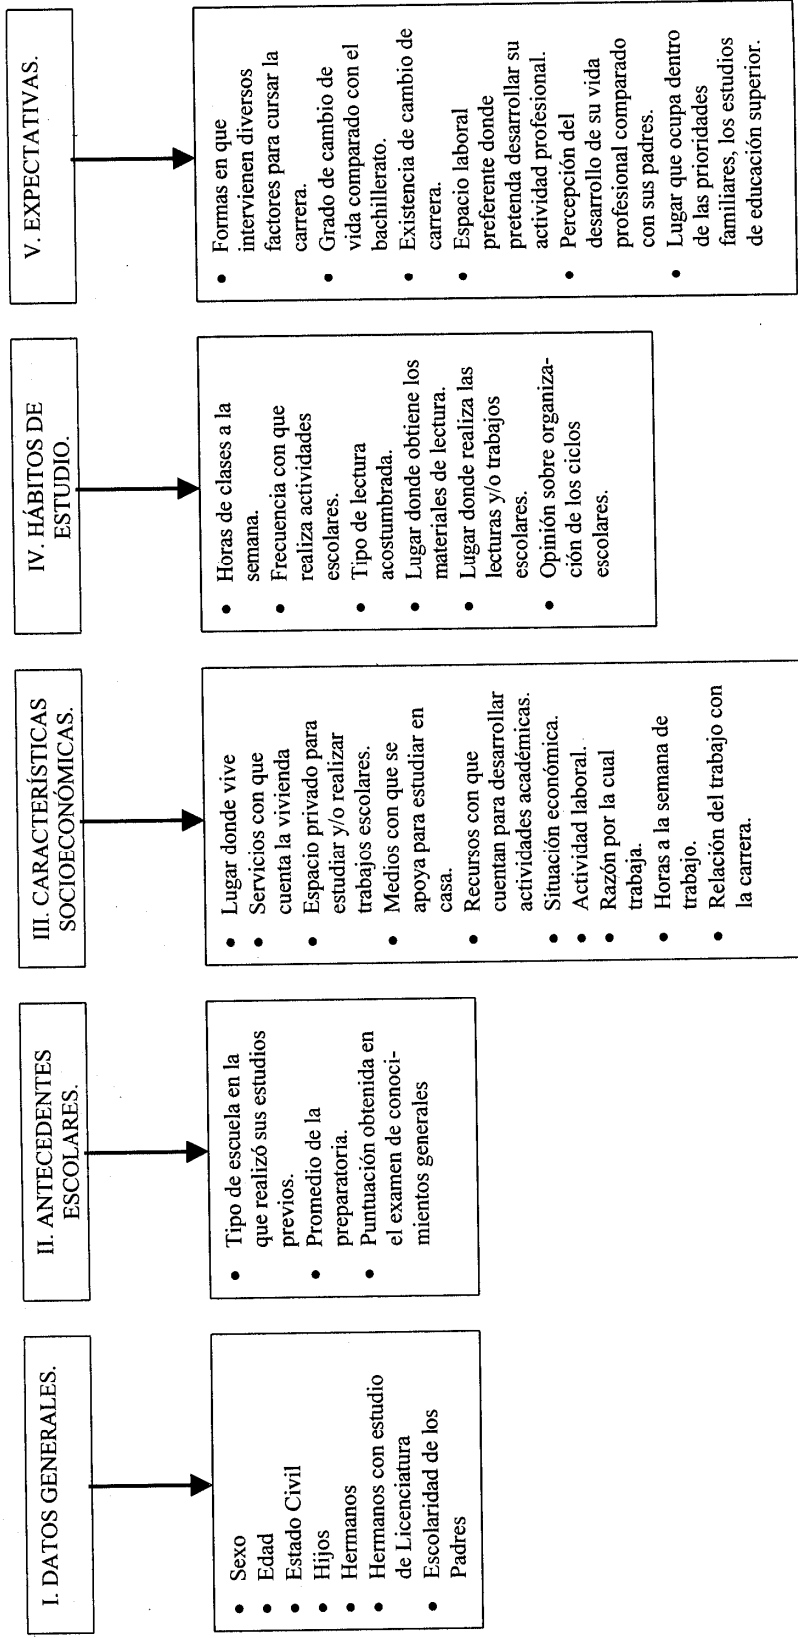 I. DATOS GENERALES.
• Sexo
• Edad
• Estado Civil
• Hijos
• Hermanos
• Hermanos con estudio
de Licenciatura
• Escolaridad de los
Padres
II. ANTECEDENTES
ESCOLARES.
• Tipo de escuela en la
que realizó sus estudios
previos.
• Promedio de la
preparatoria.
• Puntuación obtenida en
el examen de conoci-
mientos generales
III. CARACTERÍSTICAS
SOCIOECONÓMICAS.
• Lugar donde vive
• Servicios con que
cuenta la vivienda
• Espacio privado para
estudiar y/o realizar
trabajos escolares.
• Medios con que se
apoya para estudiar en
casa.
• Recursos con que
cuentan para desarrollar
actividades académicas.
• Situación económica.
• Actividad laboral.
• Razón por la cual
trabaja.
• Horas a la semana de
trabajo.
• Relación del trabajo con
la carrera.
IV. HÁBITOS DE
ESTUDIO.
• Horas de clases a la
semana.
• Frecuencia con que
realiza actividades
escolares.
• Tipo de lectura
acostumbrada.
• Lugar donde obtiene los
materiales de lectura.
• Lugar donde realiza las
lecturas y/o trabajos
escolares.
• Opinión sobre organiza-
ción de los ciclos
escolares.
V. EXPECTATIVAS.
• Formas en que
intervienen diversos
factores para cursar la
carrera.
• Grado de cambio de
vida comparado con el
bachillerato.
• Existencia de cambio de
carrera.
• Espacio laboral
preferente donde
pretenda desarrollar su
actividad profesional.
• Percepción del
desarrollo de su vida
profesional comparado
con sus padres.
• Lugar que ocupa dentro
de las prioridades
familiares, los estudios
de educación superior.